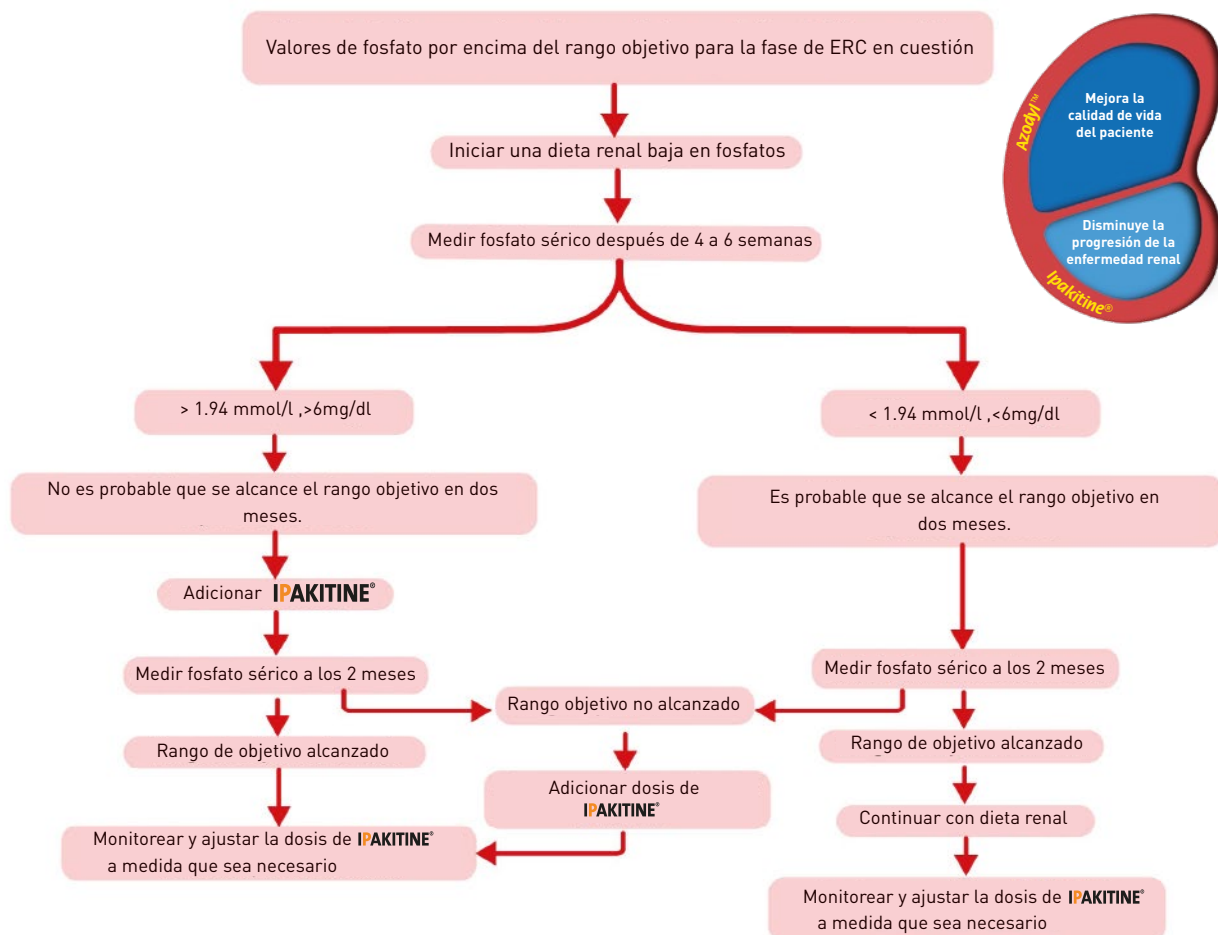 Valores de fosfato por encima del rango objetivo para la fase de ERC en cuestión
Iniciar una dieta renal baja en fosfatos
Medir fosfato sérico después de 4 a 6 semanas
Azodyl™
Mejora la
calidad de vida
del paciente
Disminuye la
progresión de la
enfermedad renal
Ipakitine®
> 1.94 mmol/l ,>6mg/dl
No es probable que se alcance el rango objetivo en dos
meses.
Adicionar IPAKITINE®
Medir fosfato sérico a los 2 meses
Rango de objetivo alcanzado
Monitorear y ajustar la dosis de IPAKITINE®
a medida que sea necesario
Rango objetivo no alcanzado
Adicionar dosis de
IPAKITINE®
< 1.94 mmol/l ,<6mg/dl
Es probable que se alcance el rango objetivo en
dos meses.
Medir fosfato sérico a los 2 meses
Rango de objetivo alcanzado
Continuar con dieta renal
Monitorear y ajustar la dosis de IPAKITINE®
a medida que sea necesario